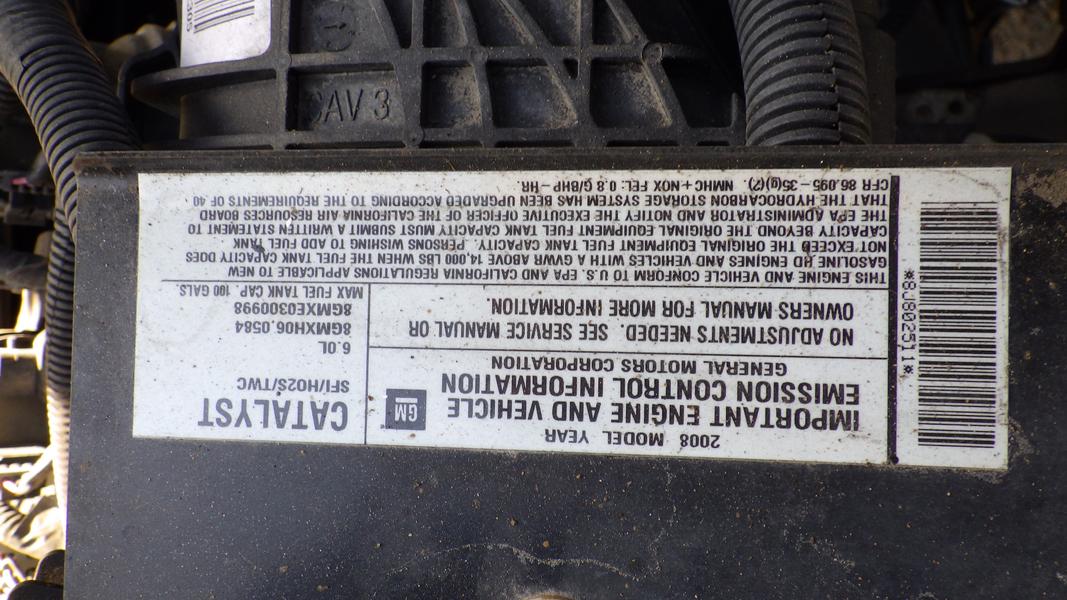 CAV 3
2008 MODEL YEAR
IMPORTANT ENGINE AND VEHICLE
EMISSION CONTROL INFORMATION
GENERAL MOTORS CORPORATION
GM
CATALYST
SFI/HO2S/TWC
6.0L
8GMXH06.0584
8GMXE0300998
MAX FUEL TANK CAP. 100 GALS.
NO ADJUSTMENTS NEEDED. SEE SERVICE MANUAL OR
OWNERS MANUAL FOR MORE INFORMATION.
THIS ENGINE AND VEHICLE CONFORM TO U.S. EPA AND CALIFORNIA REGULATIONS APPLICABLE TO NEW
GASOLINE HD ENGINES AND VEHICLES WITH A GVWR ABOVE 14,000 LBS WHEN THE FUEL TANK CAPACITY DOES
NOT EXCEED THE ORIGINAL EQUIPMENT FUEL TANK CAPACITY. PERSONS WISHING TO ADD FUEL TANK
CAPACITY BEYOND THE ORIGINAL EQUIPMENT FUEL TANK CAPACITY MUST SUBMIT A WRITTEN STATEMENT TO
THE EPA ADMINISTRATOR AND NOTIFY THE EXECUTIVE OFFICER OF THE CALIFORNIA AIR RESOURCES BOARD
THAT THE HYDROCARBON STORAGE SYSTEM HAS BEEN UPGRADED ACCORDING TO THE REQUIREMENTS OF 40
CFR 86.095-35(g)(2). NMHC+NOX FEL: 0.8 G/BHP-HR.
*8J802511*